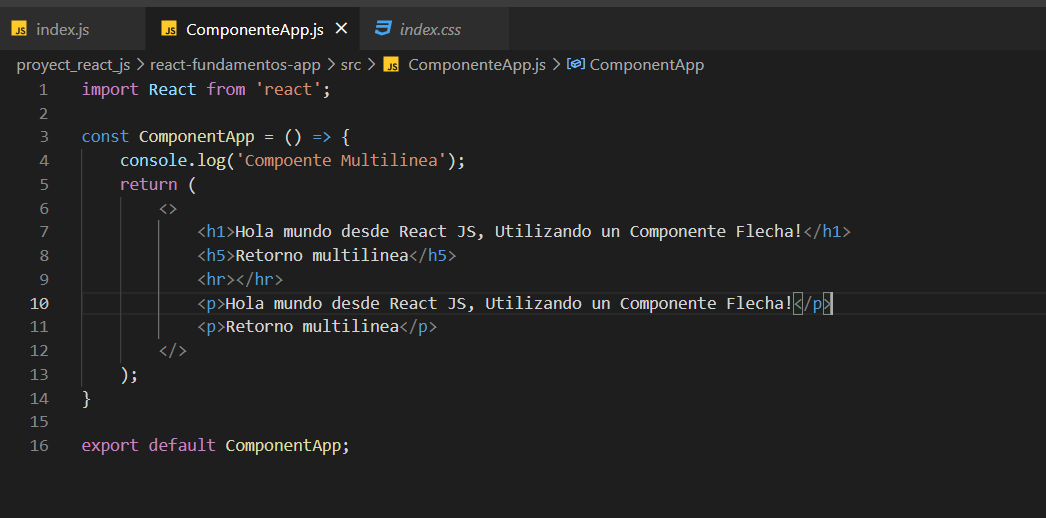 JS index.js JS ComponenteApp.js × index.css
proyect_react_js > react-fundamentos-app > src > JS ComponenteApp.js > ComponentApp
1 import React from 'react';
2
3 const ComponentApp = () => {
4 console.log('Compoente Multilinea');
5 return (
6 <>
7 <h1>Hola mundo desde React JS, Utilizando un Componente Flecha!</h1>
8 <h5>Retorno multilinea</h5>
9 <hr></hr>
10 <p>Hola mundo desde React JS, Utilizando un Componente Flecha!</p>
11 <p>Retorno multilinea</p>
12 </>
13 );
14 }
15
16 export default ComponentApp;